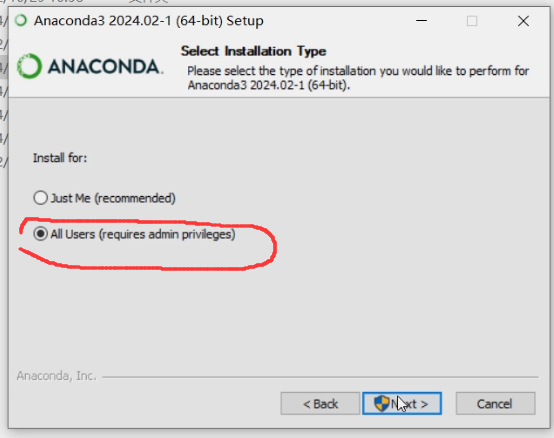 Anaconda3 2024.02-1 (64-bit) Setup
ANACONDA.
Select Installation Type
Please select the type of installation you would like to perform for
Anaconda3 2024.02-1 (64-bit).
Install for:
Just Me (recommended)
All Users (requires admin privileges)
Anaconda, Inc.
< Back
Next >
Cancel